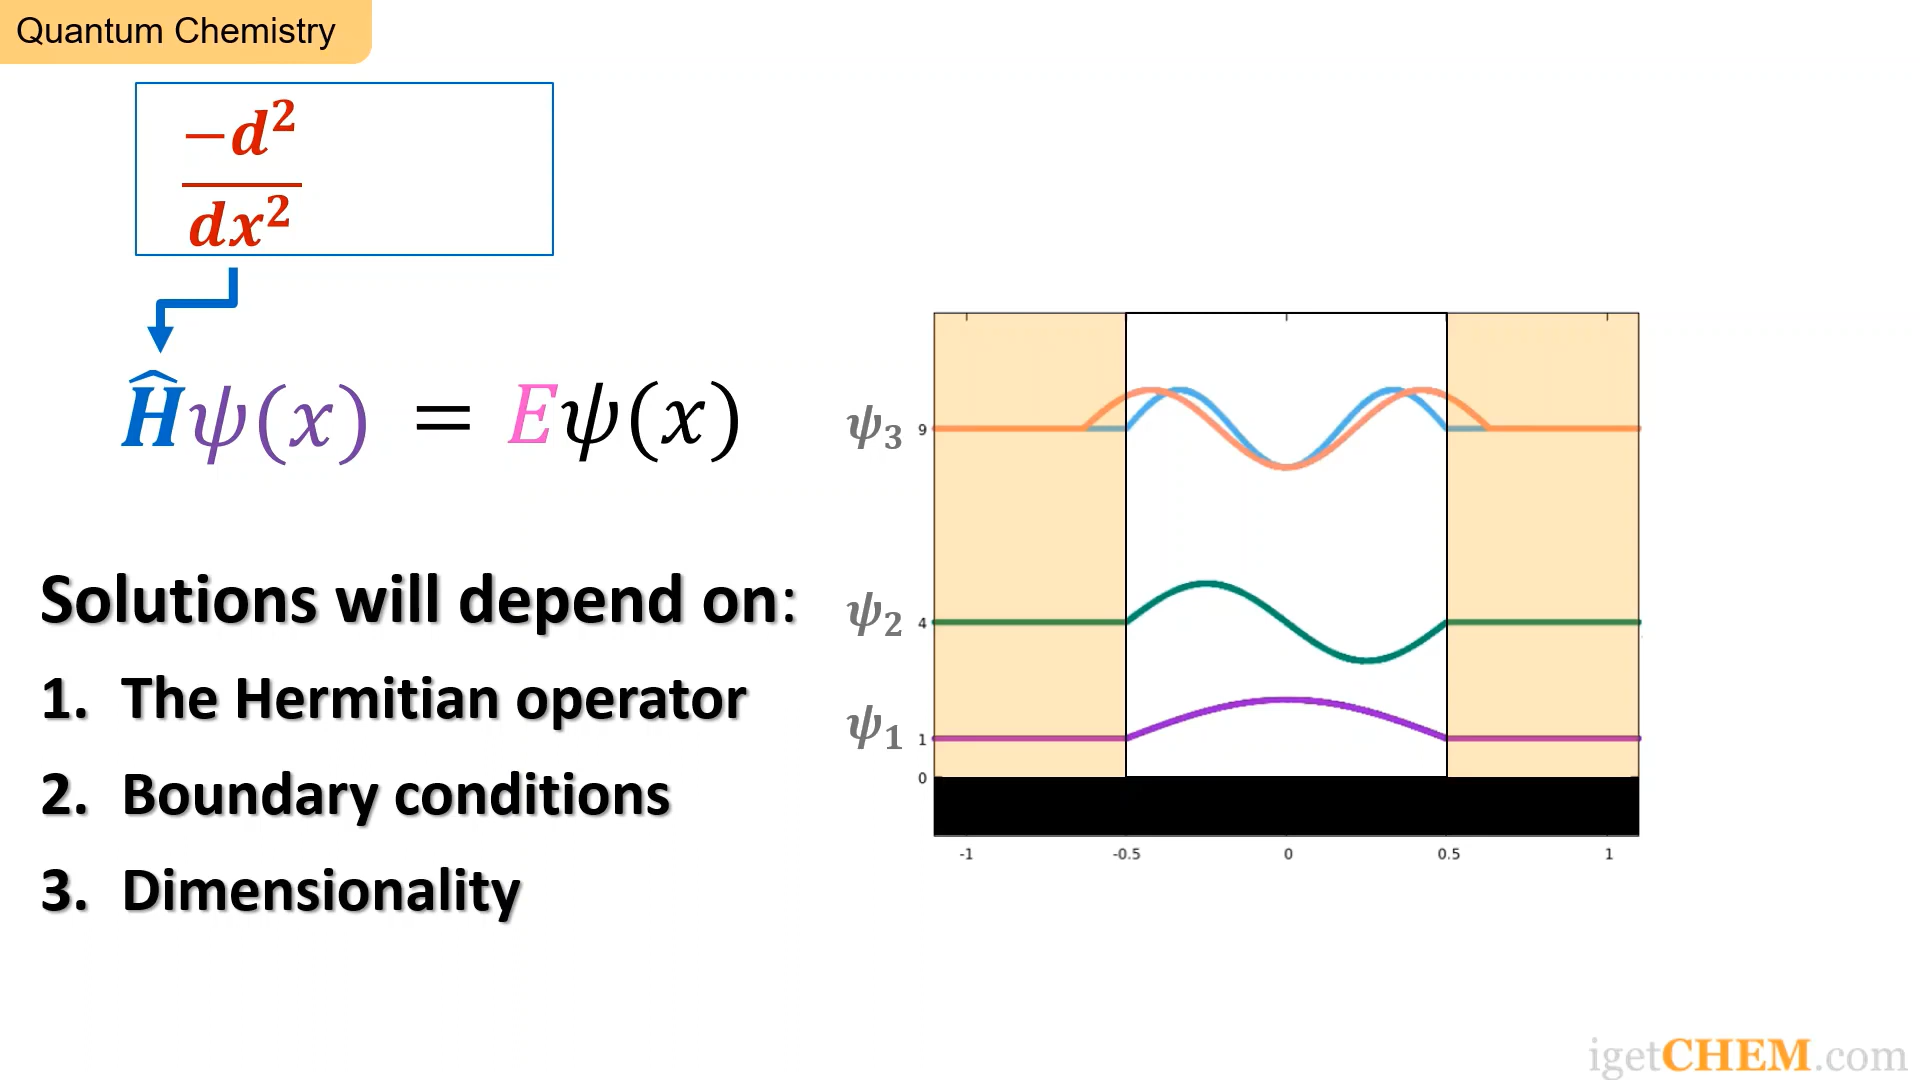 Quantum Chemistry
−d²
dx²
Ĥψ(x) = Eψ(x)
Solutions will depend on:
1. The Hermitian operator
2. Boundary conditions
3. Dimensionality
ψ₃ 9
ψ₂ 4
ψ₁ 1
0
-1 -0.5 0 0.5 1
igetCHEM.com